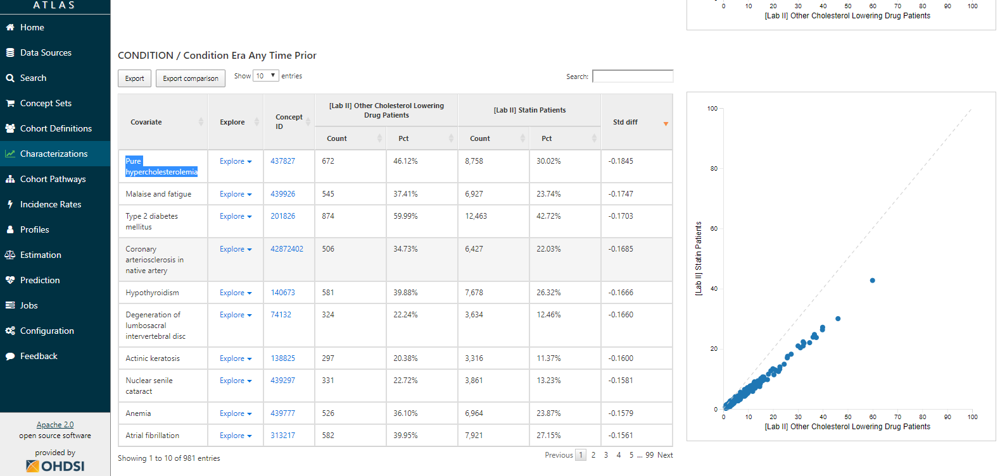 ATLAS
Home
Data Sources
Search
Concept Sets
Cohort Definitions
Characterizations
Cohort Pathways
Incidence Rates
Profiles
Estimation
Prediction
Jobs
Configuration
Feedback
Apache 2.0
open source software
provided by
OHDSI
0 10 20 30 40 50 60 70 80 90 100
[Lab II] Other Cholesterol Lowering Drug Patients
CONDITION / Condition Era Any Time Prior
Export Export comparison Show 10 entries Search:
Covariate Explore Concept ID [Lab II] Other Cholesterol Lowering Drug Patients [Lab II] Statin Patients Std diff
Count Pct Count Pct
Pure hypercholesterolemia Explore 437827 672 46.12% 8,758 30.02% -0.1845
Malaise and fatigue Explore 439926 545 37.41% 6,927 23.74% -0.1747
Type 2 diabetes mellitus Explore 201826 874 59.99% 12,463 42.72% -0.1703
Coronary arteriosclerosis in native artery Explore 42872402 506 34.73% 6,427 22.03% -0.1685
Hypothyroidism Explore 140673 581 39.88% 7,678 26.32% -0.1666
Degeneration of lumbosacral intervertebral disc Explore 74132 324 22.24% 3,634 12.46% -0.1660
Actinic keratosis Explore 138825 297 20.38% 3,316 11.37% -0.1600
Nuclear senile cataract Explore 439297 331 22.72% 3,861 13.23% -0.1581
Anemia Explore 439777 526 36.10% 6,964 23.87% -0.1579
Atrial fibrillation Explore 313217 582 39.95% 7,921 27.15% -0.1561
Showing 1 to 10 of 981 entries
Previous 1 2 3 4 5 ... 99 Next
100
80
60
40
20
0
[Lab II] Statin Patients
0 10 20 30 40 50 60 70 80 90 100
[Lab II] Other Cholesterol Lowering Drug Patients